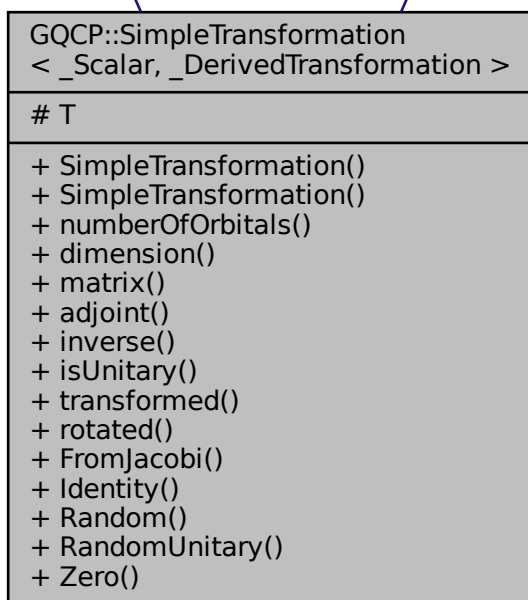 GQCP::SimpleTransformation
< _Scalar, _DerivedTransformation >
# T
+ SimpleTransformation()
+ SimpleTransformation()
+ numberOfOrbitals()
+ dimension()
+ matrix()
+ adjoint()
+ inverse()
+ isUnitary()
+ transformed()
+ rotated()
+ FromJacobi()
+ Identity()
+ Random()
+ RandomUnitary()
+ Zero()